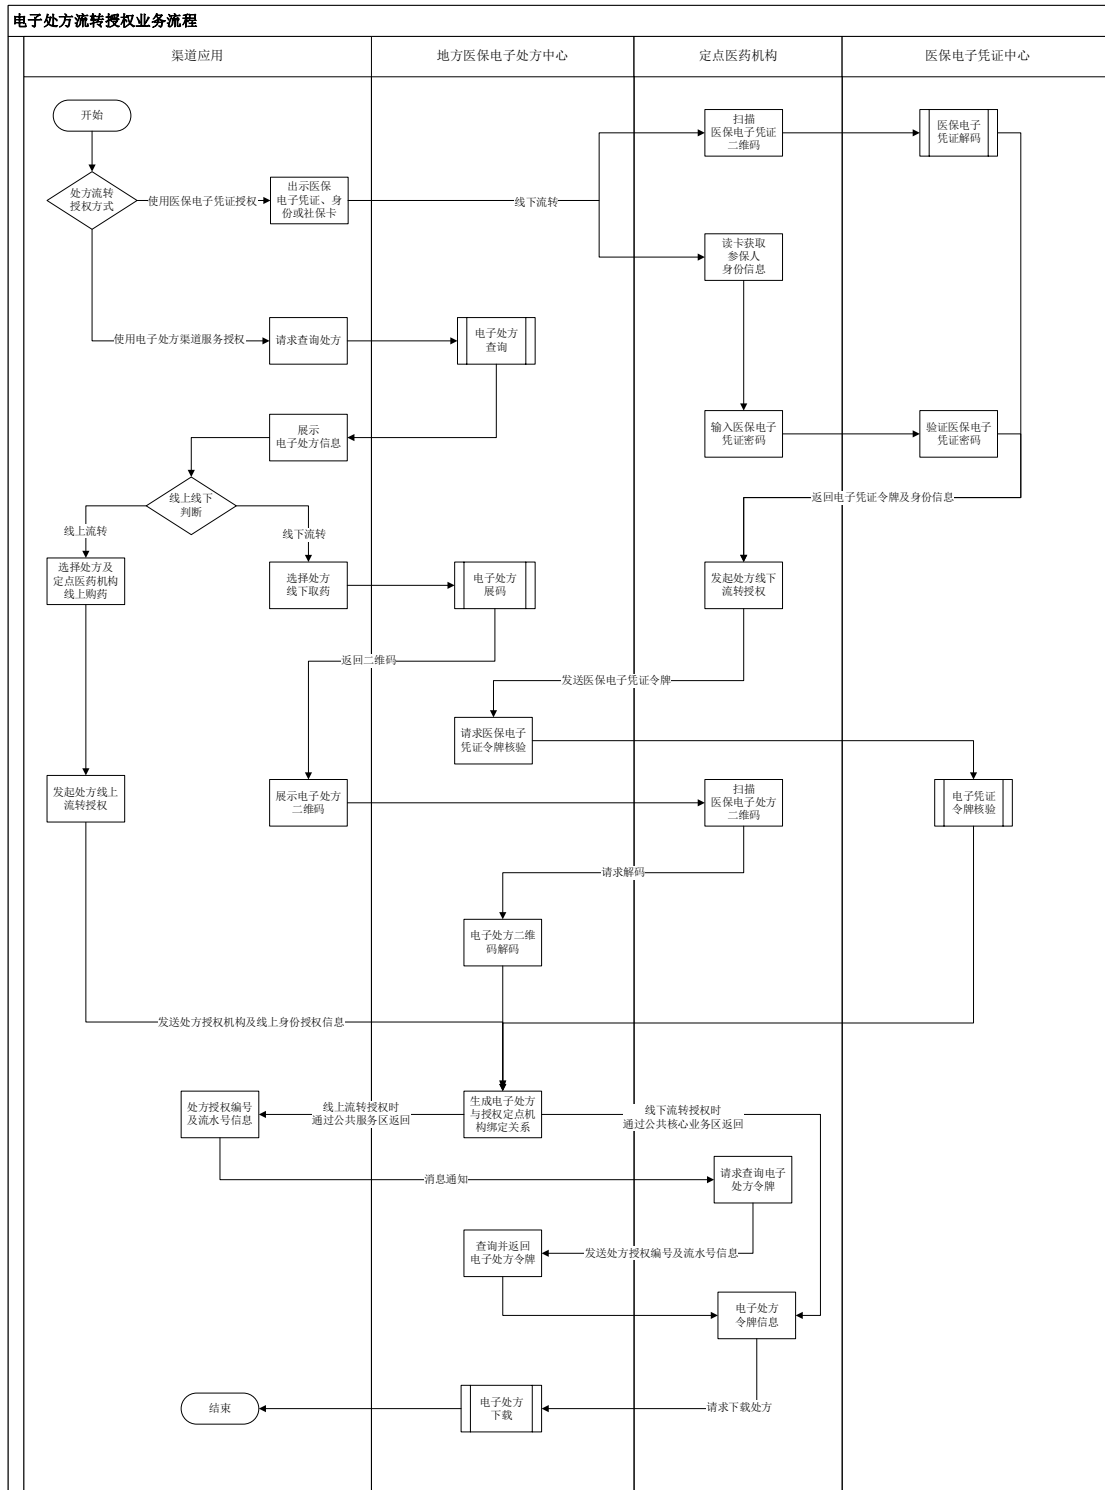 电子处方流转授权业务流程
渠道应用
地方医保电子处方中心
定点医药机构
医保电子凭证中心
开始
扫描
医保电子凭证
二维码
医保电子
凭证解码
处方流转
授权方式
使用医保电子凭证授权
出示医保
电子凭证、身
份或社保卡
线下流转
读卡获取
参保人
身份信息
使用电子处方渠道服务授权
请求查询处方
电子处方
查询
展示
电子处方信息
输入医保电子
凭证密码
验证医保电子
凭证密码
线上线下
判断
返回电子凭证令牌及身份信息
线上流转
线下流转
选择处方及
定点医药机构
线上购药
选择处方
线下取药
电子处方
展码
发起处方线下
流转授权
返回二维码
发送医保电子凭证令牌
请求医保电子
凭证令牌核验
发起处方线上
流转授权
展示电子处方
二维码
扫描
医保电子处方
二维码
电子凭证
令牌核验
请求解码
电子处方二维
码解码
发送处方授权机构及线上身份授权信息
处方授权编号
及流水号信息
线上流转授权时
通过公共服务区返回
生成电子处方
与授权定点机
构绑定关系
线下流转授权时
通过公共核心业务区返回
消息通知
请求查询电子
处方令牌
查询并返回
电子处方令牌
发送处方授权编号及流水号信息
电子处方
令牌信息
结束
电子处方
下载
请求下载处方